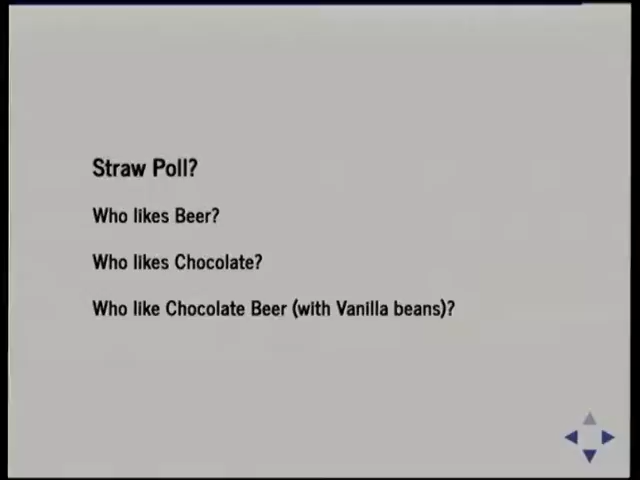 Straw Poll?
Who likes Beer?
Who likes Chocolate?
Who like Chocolate Beer (with Vanilla beans)?